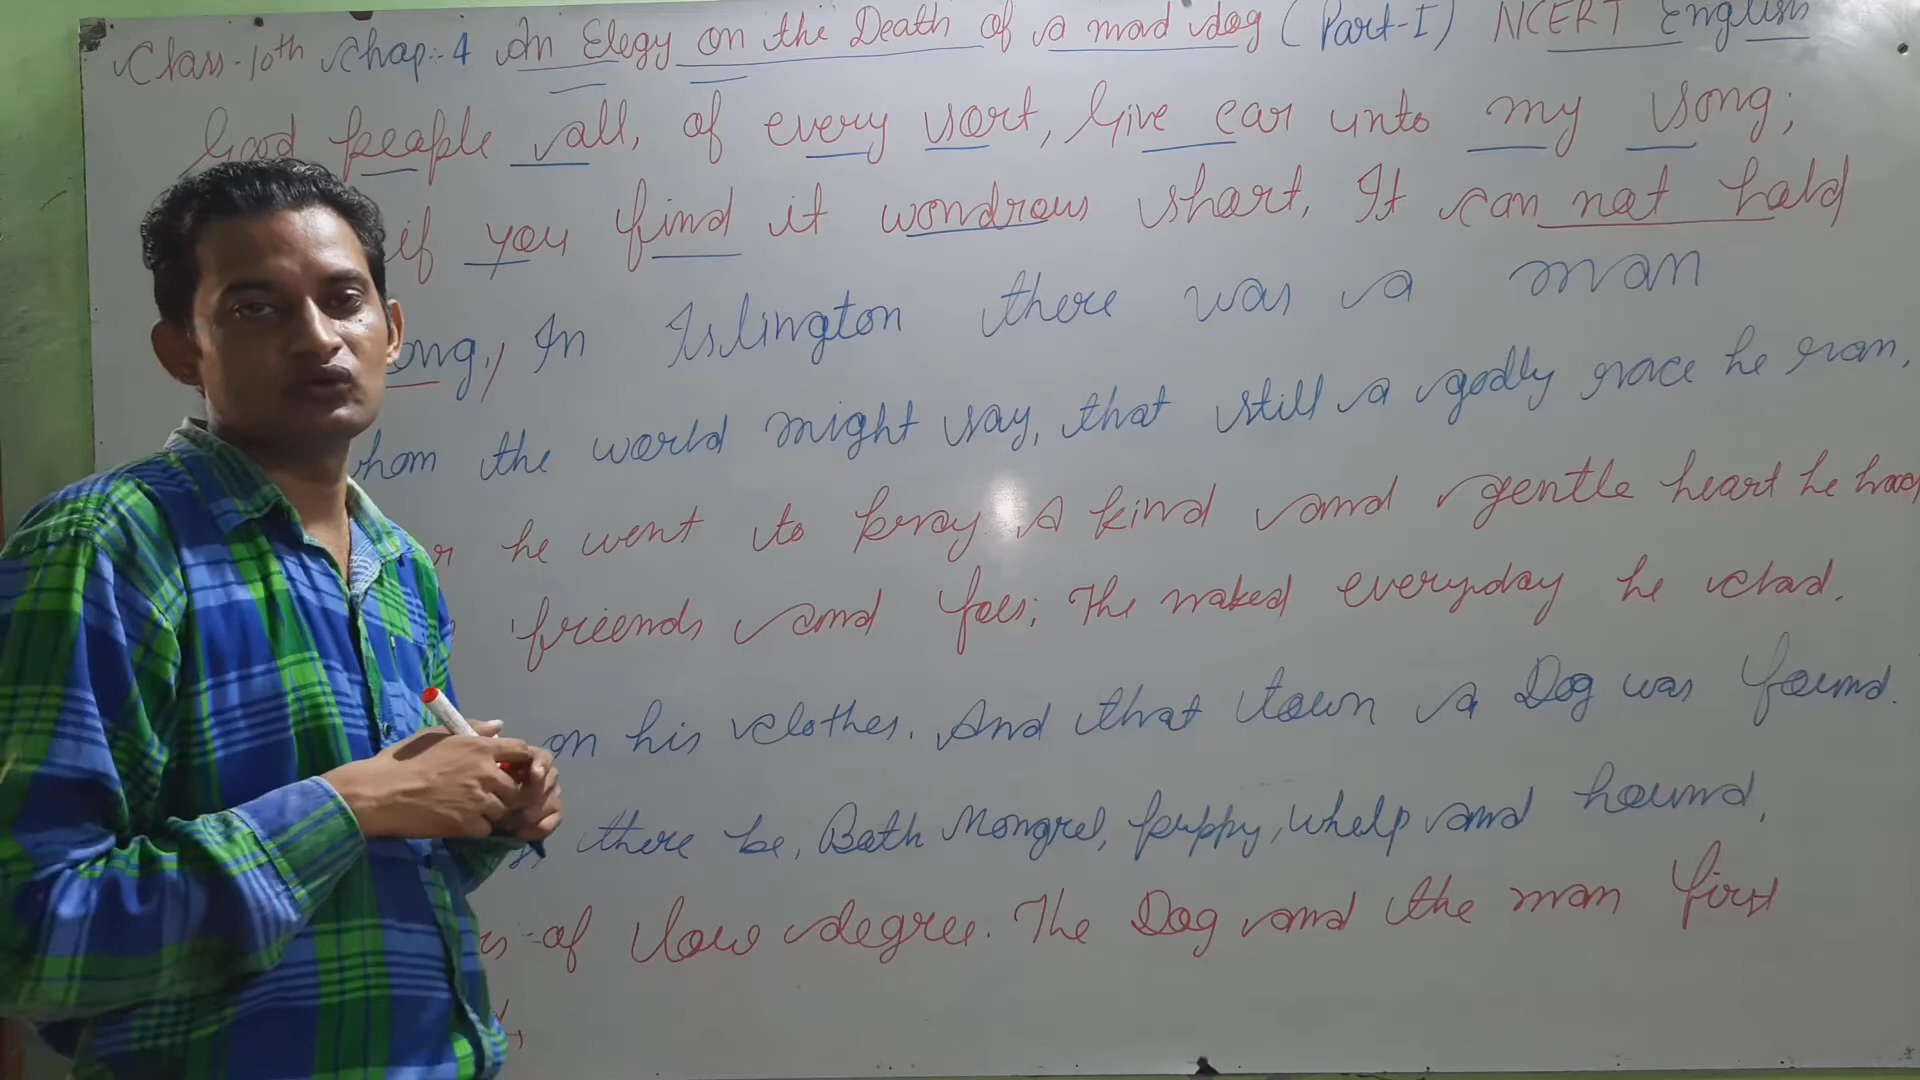 Class-10th Chap:-4 An Elegy on the Death of a mad dog (Part-I) NCERT English
Good people all, of every sort, Give ear unto my song;
if you find it wondrous short, It can not hold
ong, In Islington there was a man
whom the world might say, that still a godly race he ran,
he went to pray, A kind and gentle heart he had,
friends and foes; The naked everyday he clad.
on his clothes. And that town a Dog was found.
there be, Both Mongrel, puppy, whelp and hound,
of low degree. The Dog and the man first